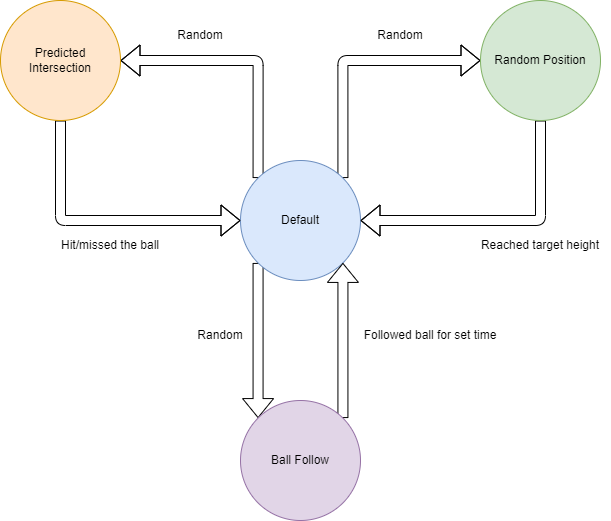 Random
Random
Predicted
Intersection
Random Position
Default
Hit/missed the ball
Reached target height
Random
Followed ball for set time
Ball Follow